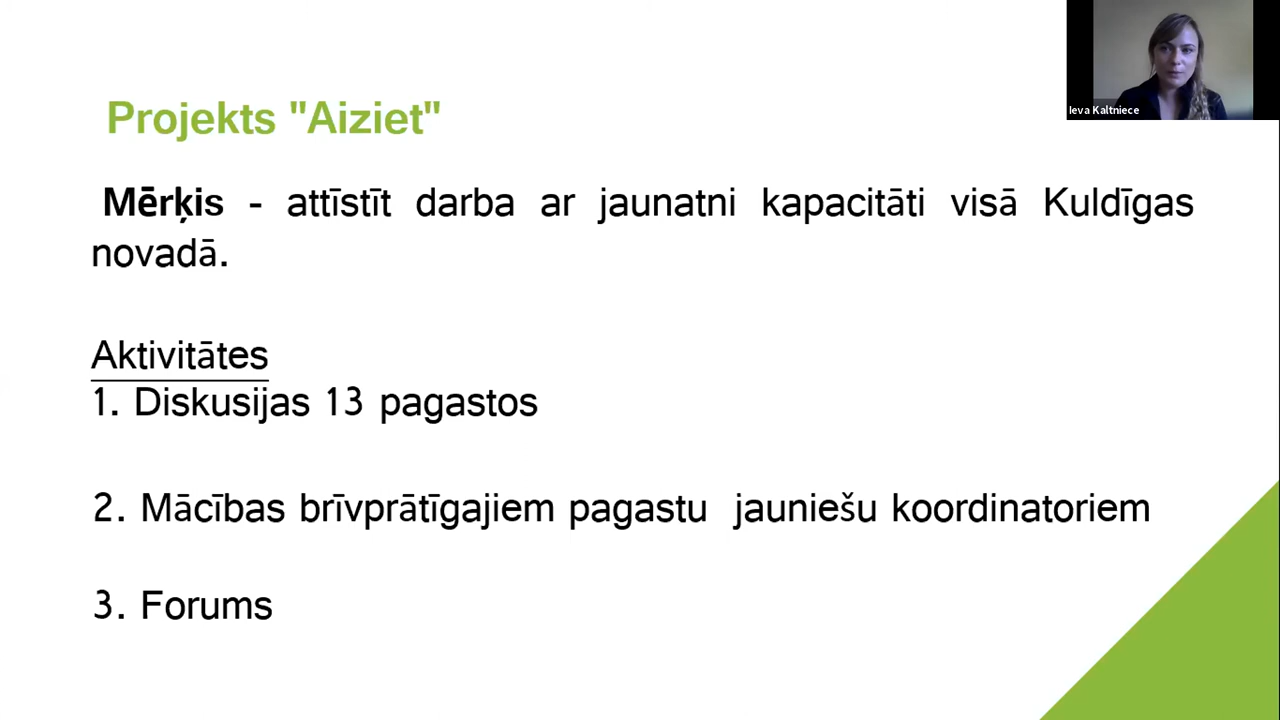 Ieva Kaltniece
Projekts "Aiziet"
Mērķis - attīstīt darba ar jaunatni kapacitāti visā Kuldīgas
novadā.
Aktivitātes
1. Diskusijas 13 pagastos
2. Mācības brīvprātīgajiem pagastu  jauniešu koordinatoriem
3. Forums